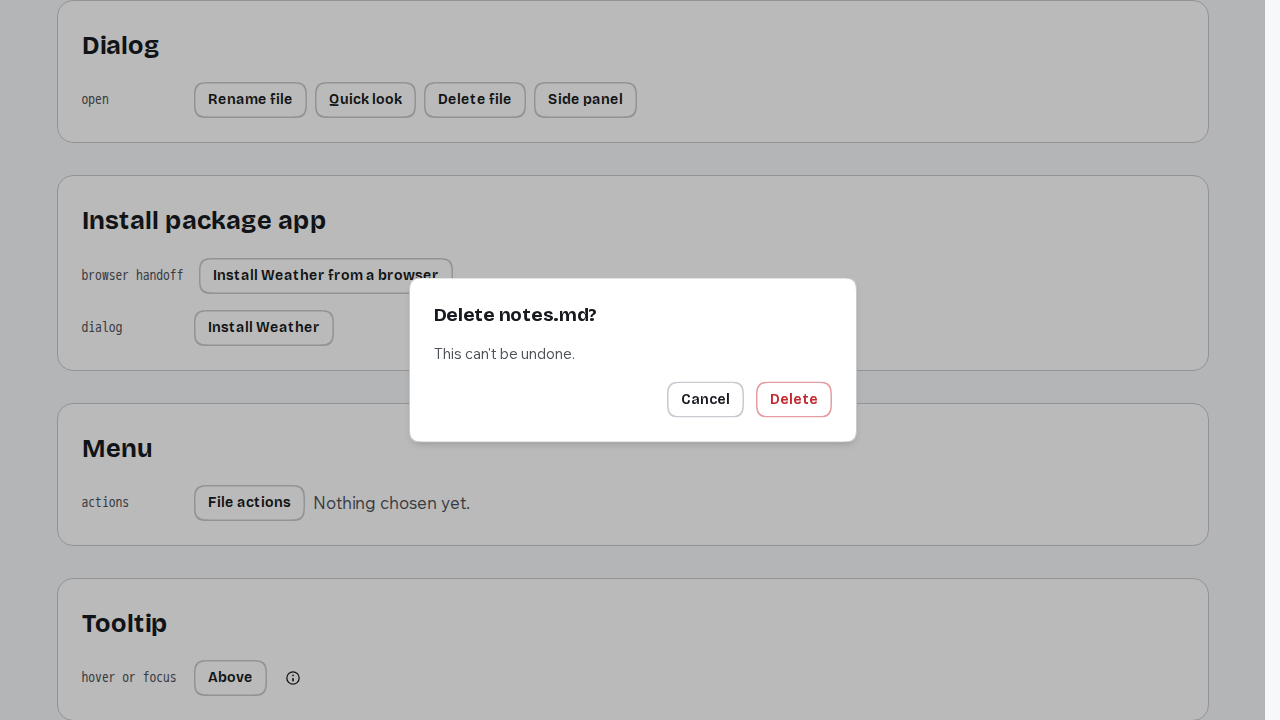 Dialog
open Rename file Quick look Delete file Side panel
Install package app
browser handoff Install Weather from a browser
dialog Install Weather
Delete notes.md?
This can't be undone.
Cancel Delete
Menu
actions File actions Nothing chosen yet.
Tooltip
hover or focus Above